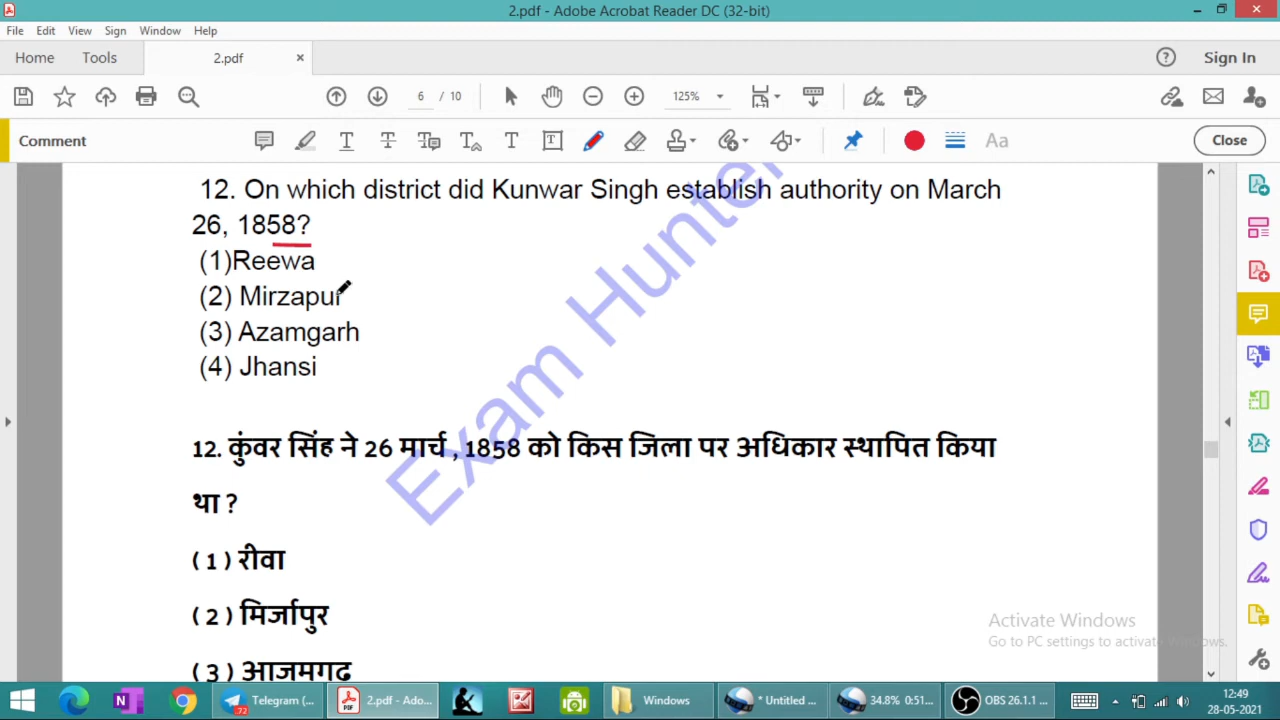 2.pdf - Adobe Acrobat Reader DC (32-bit)
File Edit View Sign Window Help
Home Tools 2.pdf × Sign In
6 / 10 125%
Comment Close
12. On which district did Kunwar Singh establish authority on March
26, 1858?
(1)Reewa
(2) Mirzapur
(3) Azamgarh
(4) Jhansi
Exam Hunter
12. कुंवर सिंह ने 26 मार्च , 1858 को किस जिला पर अधिकार स्थापित किया
था ?
( 1 ) रीवा
( 2 ) मिर्जापुर
( 3 ) आजमगढ़
Activate Windows
Go to PC settings to activate Windows.
Telegram (... 72 2.pdf - Ado... Windows * Untitled ... 34.8% 0:51... OBS 26.1.1 ... 12:49
28-05-2021